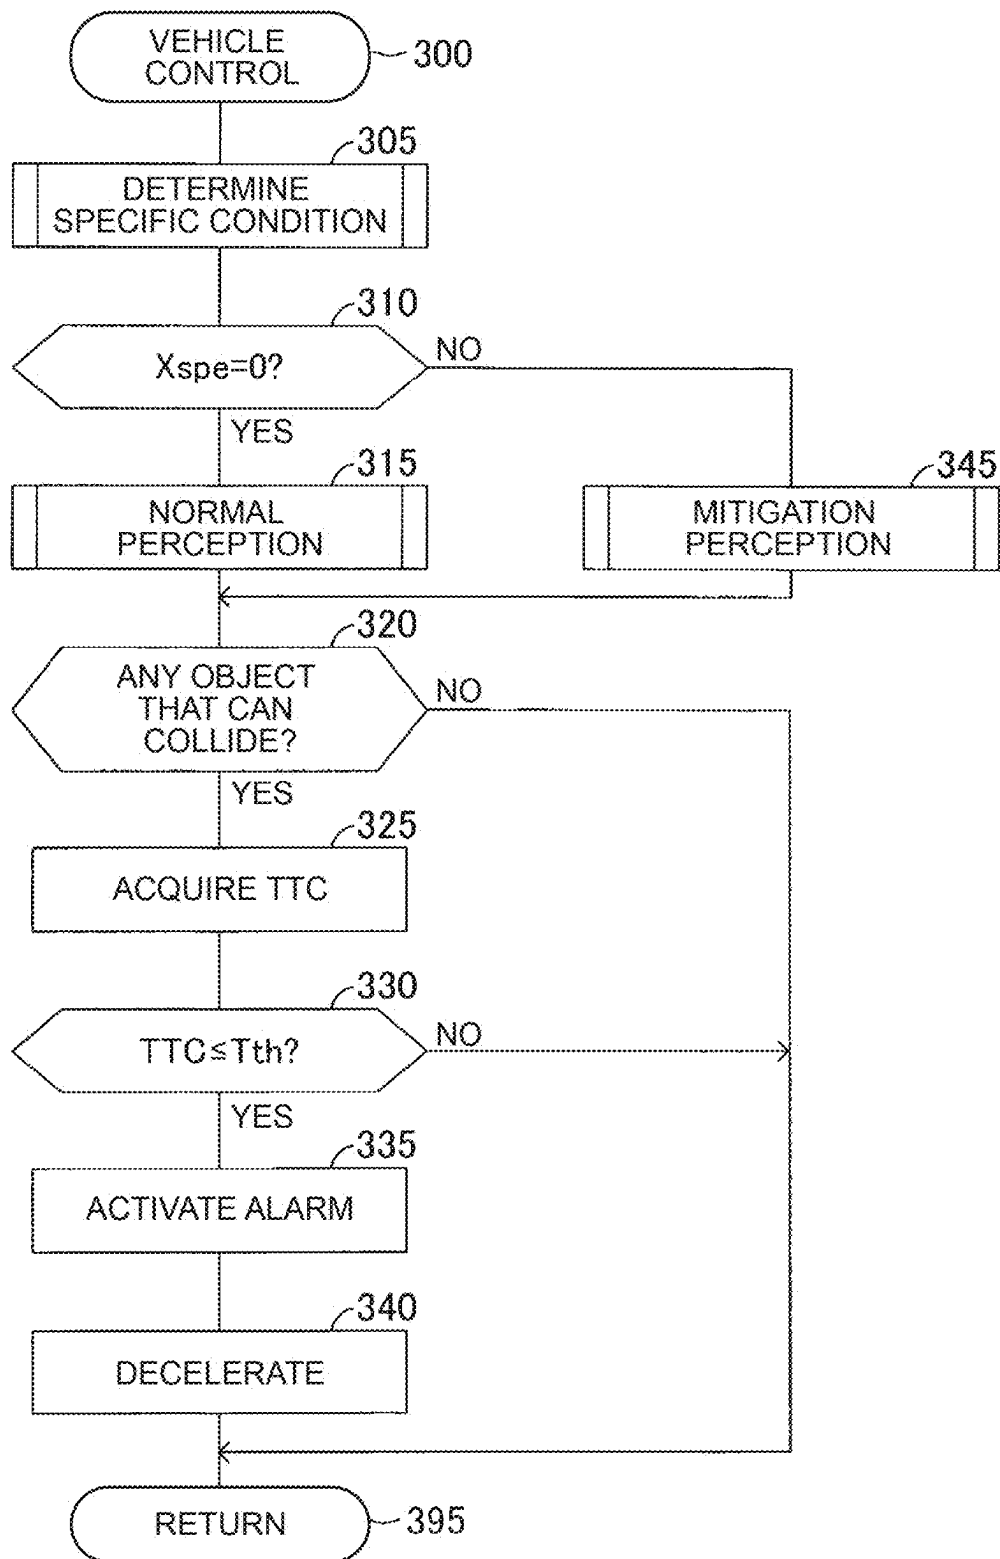 VEHICLE
CONTROL
300
305
DETERMINE
SPECIFIC CONDITION
310
Xspe=0?
NO
YES
315
NORMAL
PERCEPTION
345
MITIGATION
PERCEPTION
320
ANY OBJECT
THAT CAN
COLLIDE?
NO
YES
325
ACQUIRE TTC
330
TTC≦Tth?
NO
YES
335
ACTIVATE ALARM
340
DECELERATE
RETURN
395